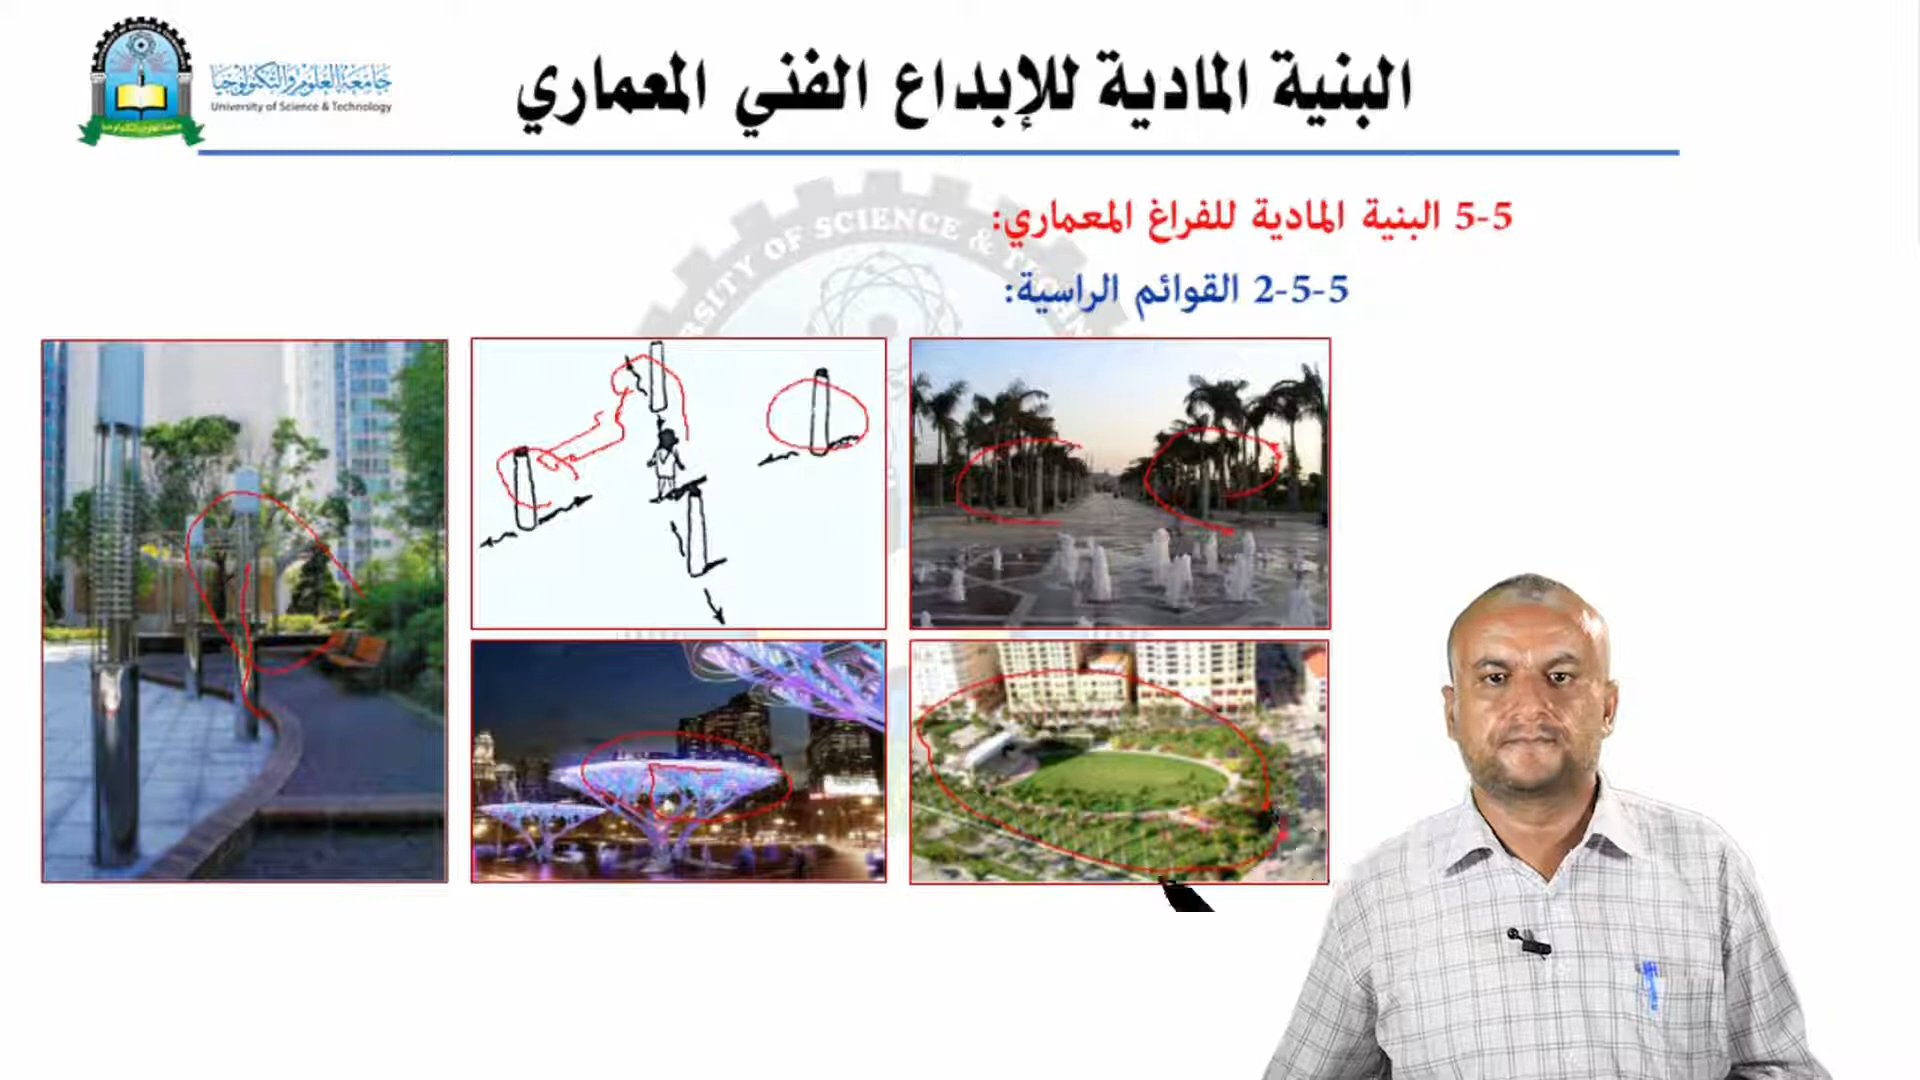 جامعة العلوم والتكنولوجيا
University of Science & Technology
البنية المادية للإبداع الفني المعماري
5-5 البنية المادية للفراغ المعماري:
2-5-5 القوائم الراسية: